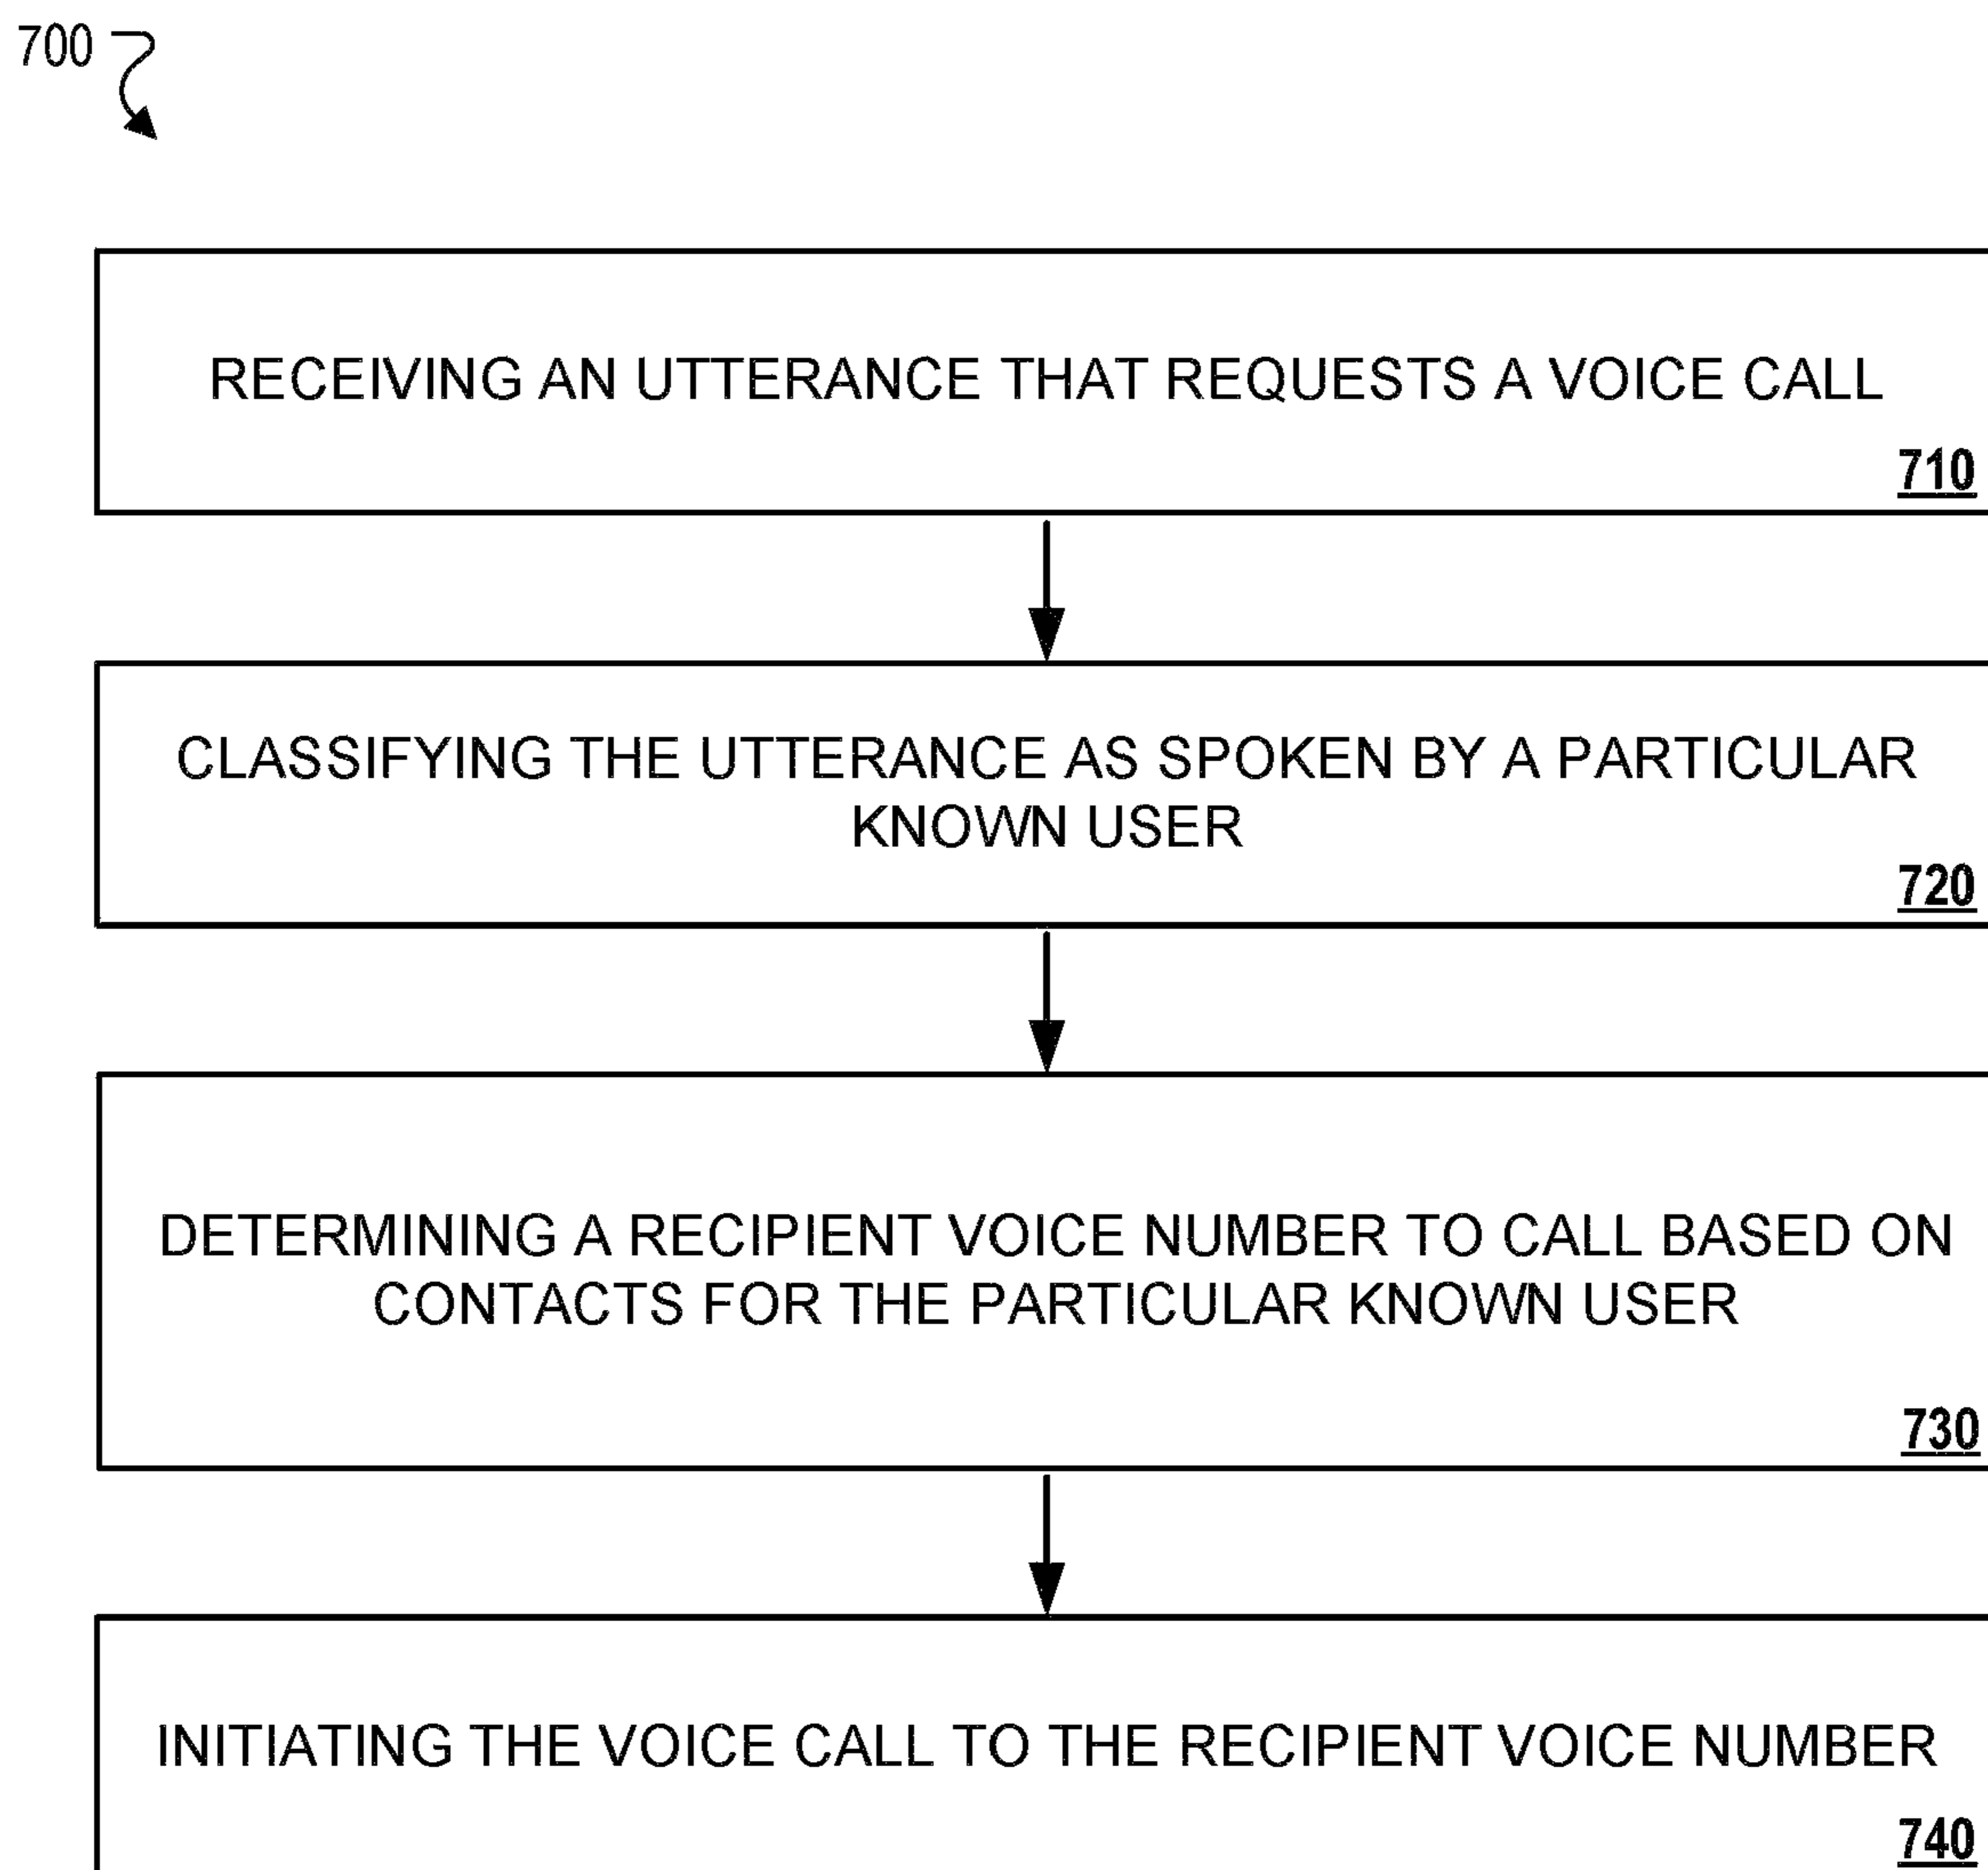 700
RECEIVING AN UTTERANCE THAT REQUESTS A VOICE CALL
710
CLASSIFYING THE UTTERANCE AS SPOKEN BY A PARTICULAR
KNOWN USER
720
DETERMINING A RECIPIENT VOICE NUMBER TO CALL BASED ON
CONTACTS FOR THE PARTICULAR KNOWN USER
730
INITIATING THE VOICE CALL TO THE RECIPIENT VOICE NUMBER
740